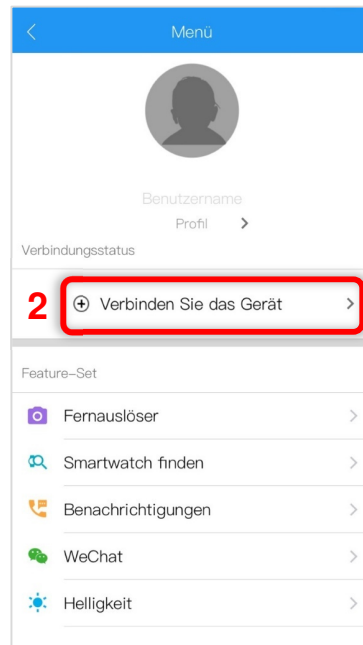 Menü
Benutzername
Profil
Verbindungsstatus
2 Verbinden Sie das Gerät
Feature-Set
Fernauslöser
Smartwatch finden
Benachrichtigungen
WeChat
Helligkeit